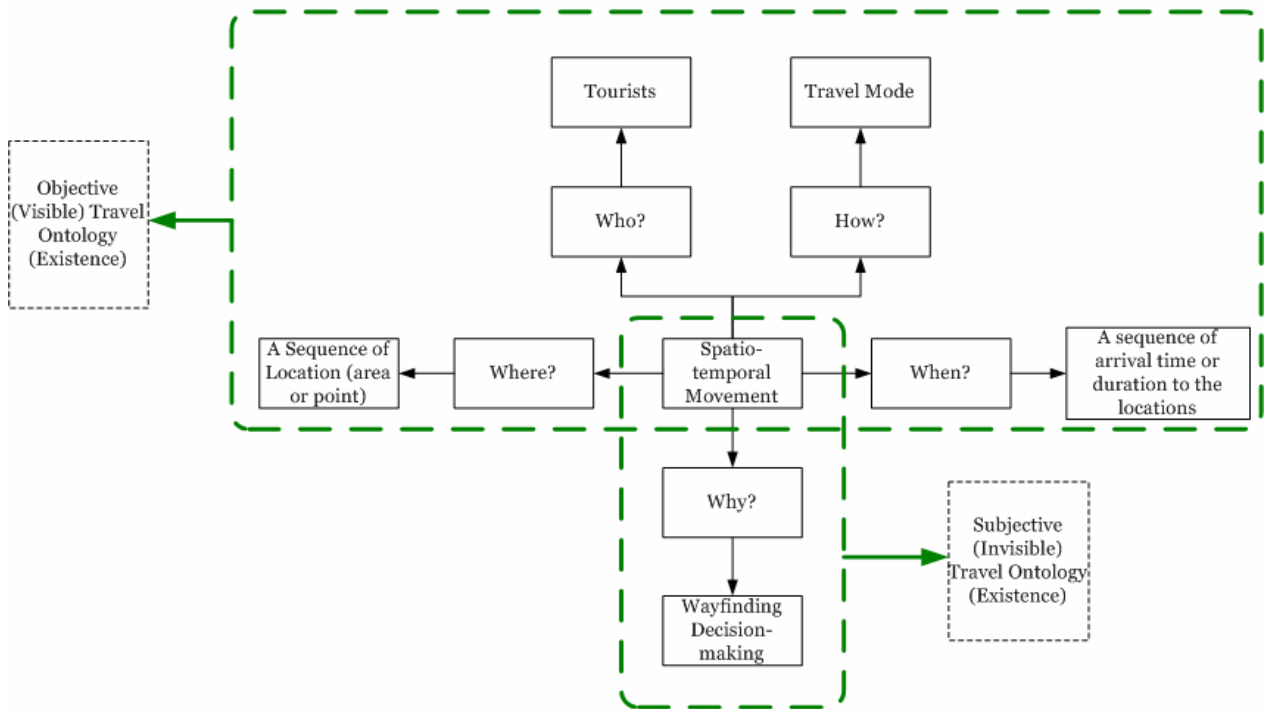 Tourists
Travel Mode
Objective
(Visible) Travel
Ontology
(Existence)
Who?
How?
A Sequence of
Location (area
or point)
Where?
Spatio-
temporal
Movement
When?
A sequence of
arrival time or
duration to the
locations
Why?
Subjective
(Invisible)
Travel Ontology
(Existence)
Wayfinding
Decision-
making